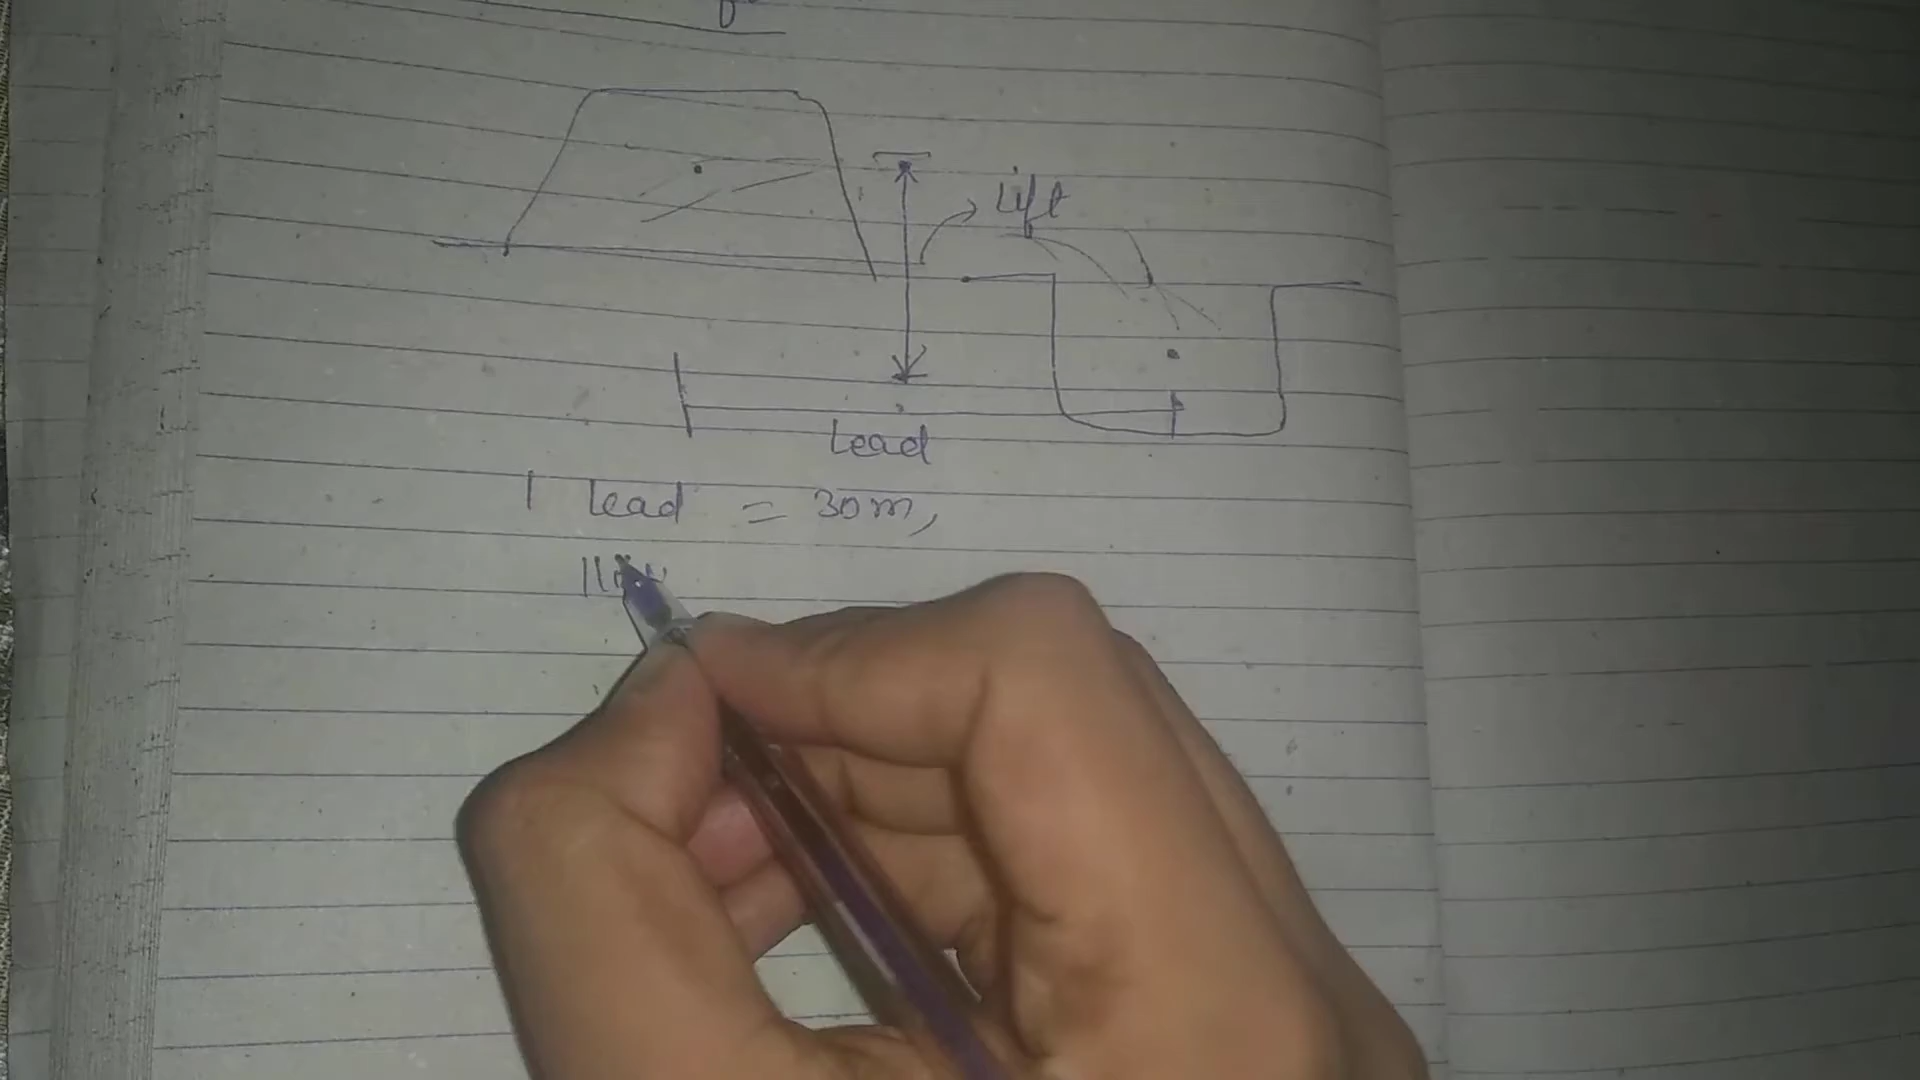 Lift
Lead
1 Lead = 30m,